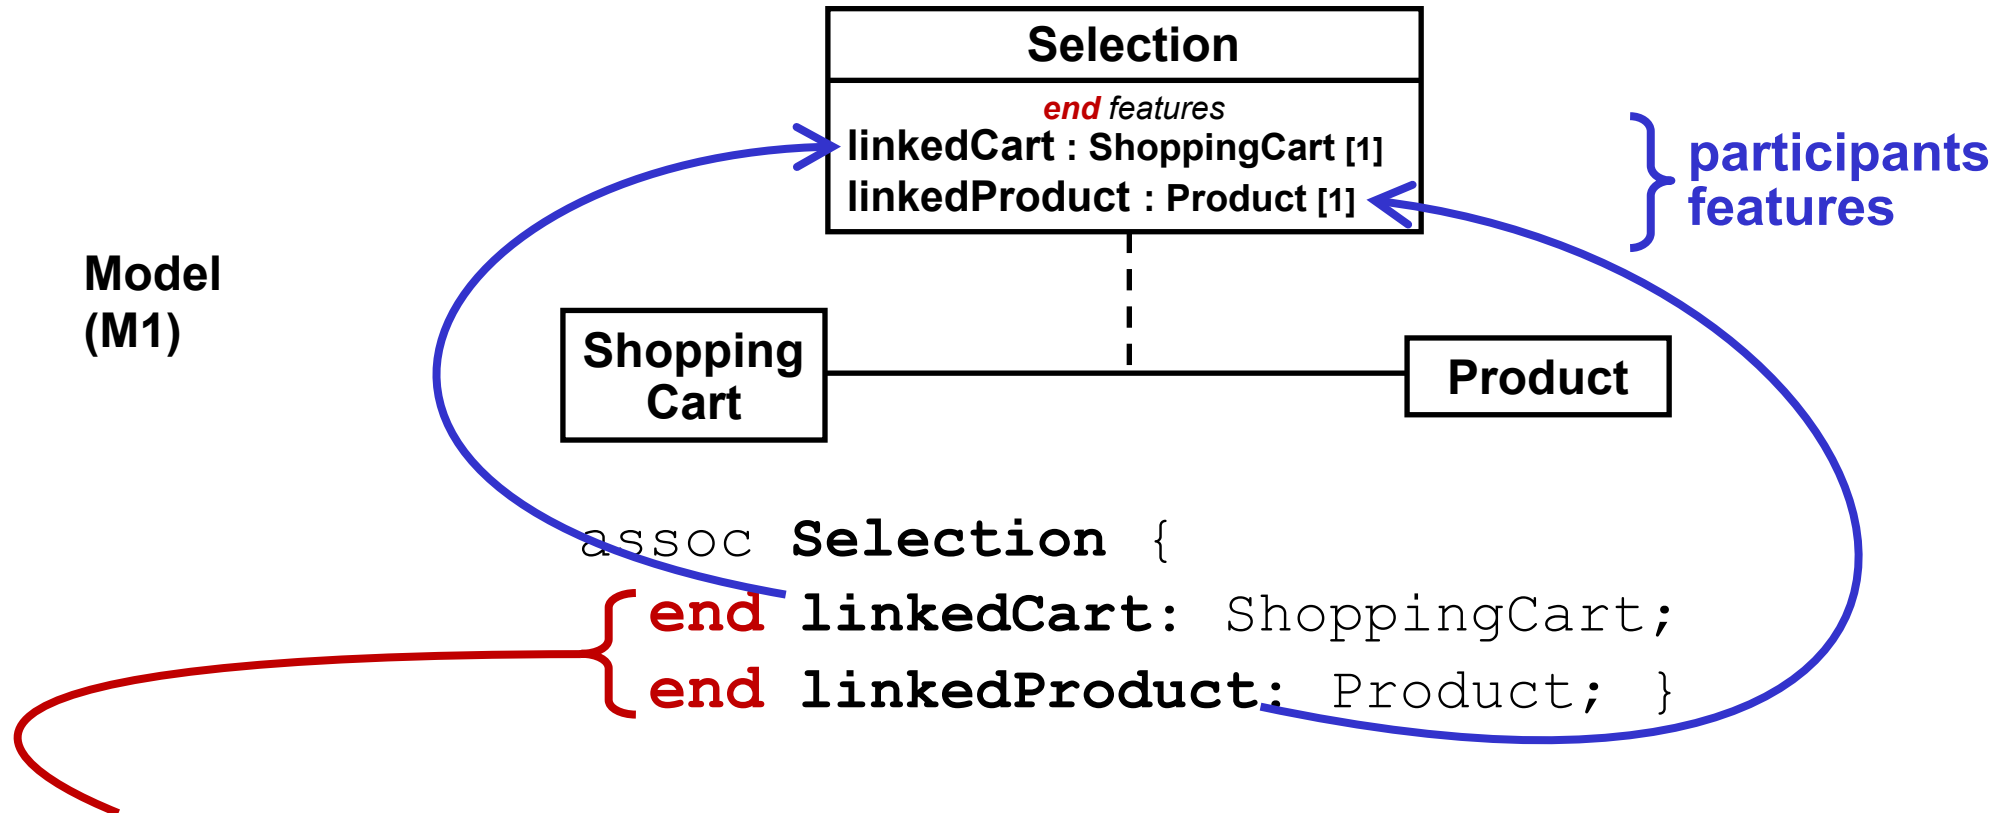 Selection
end features
linkedCart : ShoppingCart [1]
linkedProduct : Product [1]
participants
features
Model
(M1)
Shopping
Cart
Product
assoc Selection {
end linkedCart: ShoppingCart;
end linkedProduct: Product; }